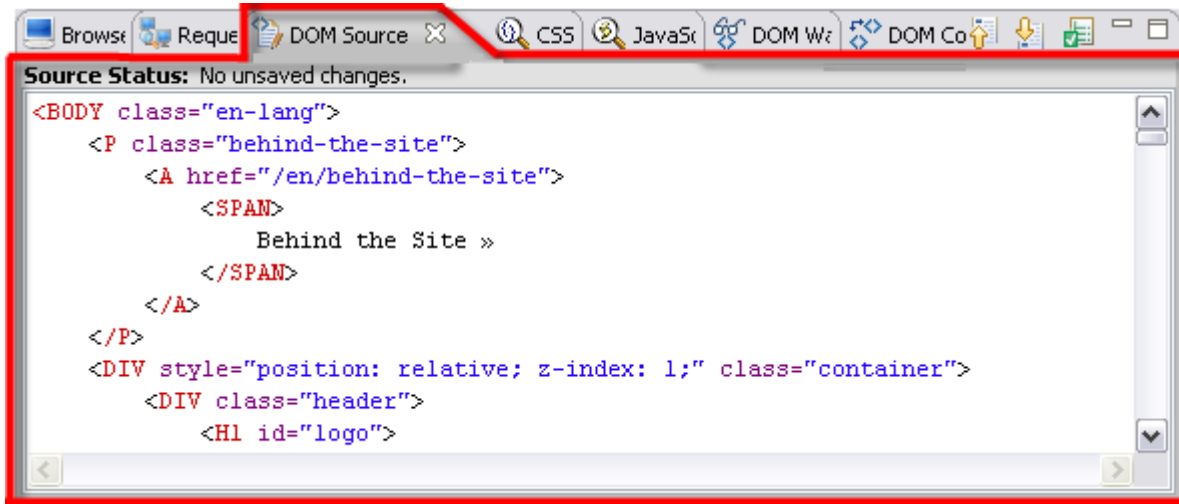 Browse Reque DOM Source CSS JavaSc DOM Wa DOM Co
Source Status: No unsaved changes.
<BODY class="en-lang">
<P class="behind-the-site">
<A href="/en/behind-the-site">
<SPAN>
Behind the Site »
</SPAN>
</A>
</P>
<DIV style="position: relative; z-index: 1;" class="container">
<DIV class="header">
<H1 id="logo">